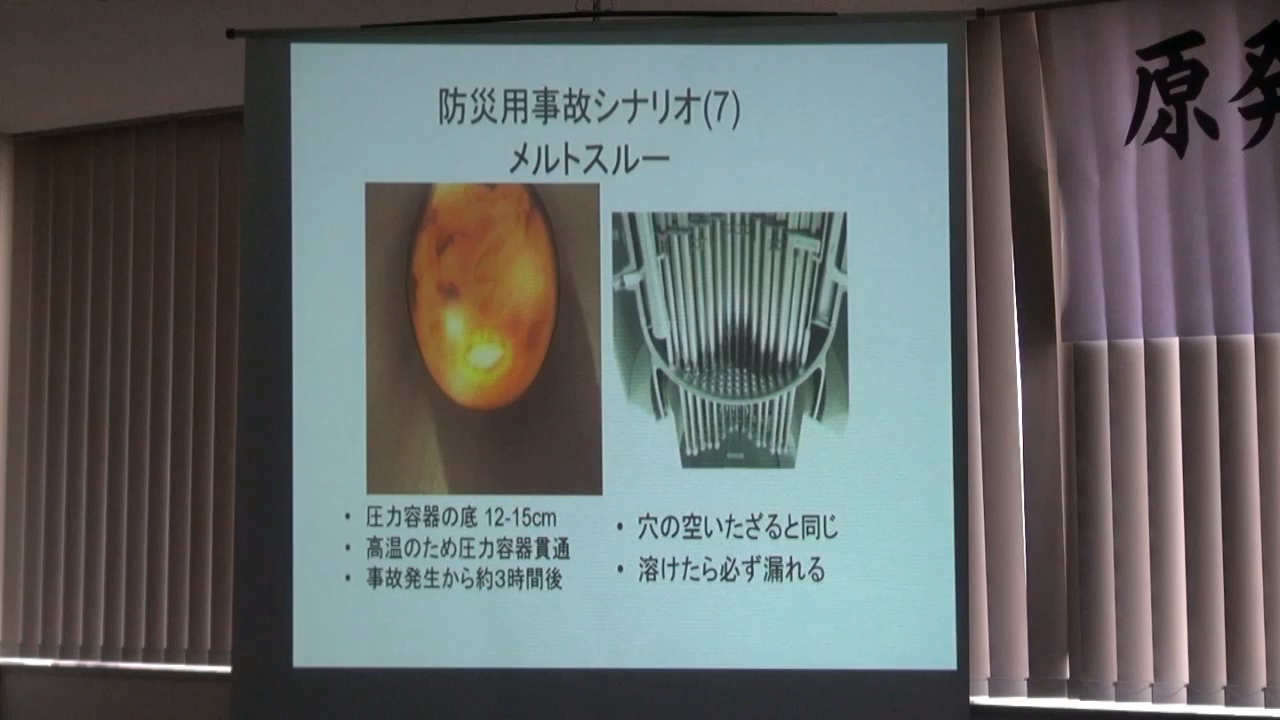 防災用事故シナリオ(7)
メルトスルー
• 圧力容器の底 12-15cm
• 高温のため圧力容器貫通
• 事故発生から約3時間後
• 穴の空いたざると同じ
• 溶けたら必ず漏れる
原発